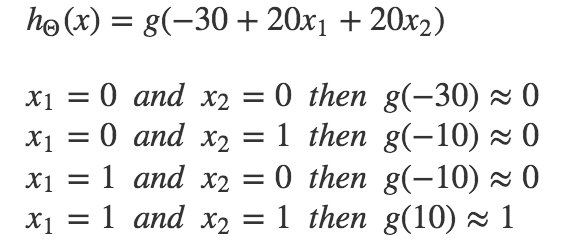 h_Θ(x) = g(−30 + 20x₁ + 20x₂)
x₁ = 0 and x₂ = 0 then g(−30) ≈ 0
x₁ = 0 and x₂ = 1 then g(−10) ≈ 0
x₁ = 1 and x₂ = 0 then g(−10) ≈ 0
x₁ = 1 and x₂ = 1 then g(10) ≈ 1